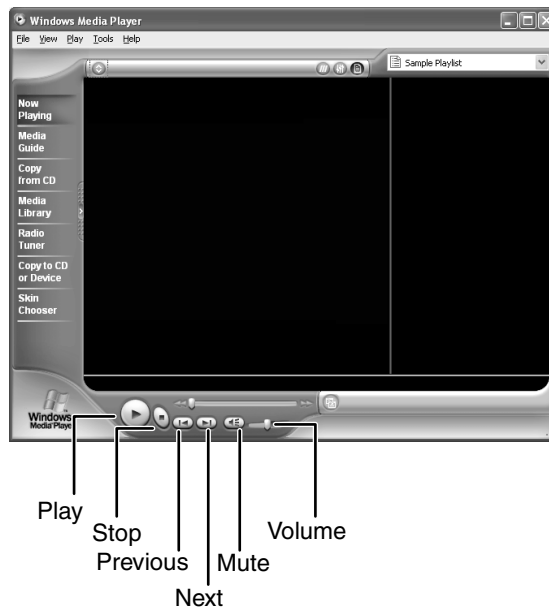 Windows Media Player
File View Play Tools Help
Sample Playlist
Now
Playing
Media
Guide
Copy
from CD
Media
Library
Radio
Tuner
Copy to CD
or Device
Skin
Chooser
Windows
Media Player
Play
Stop
Previous
Next
Mute
Volume